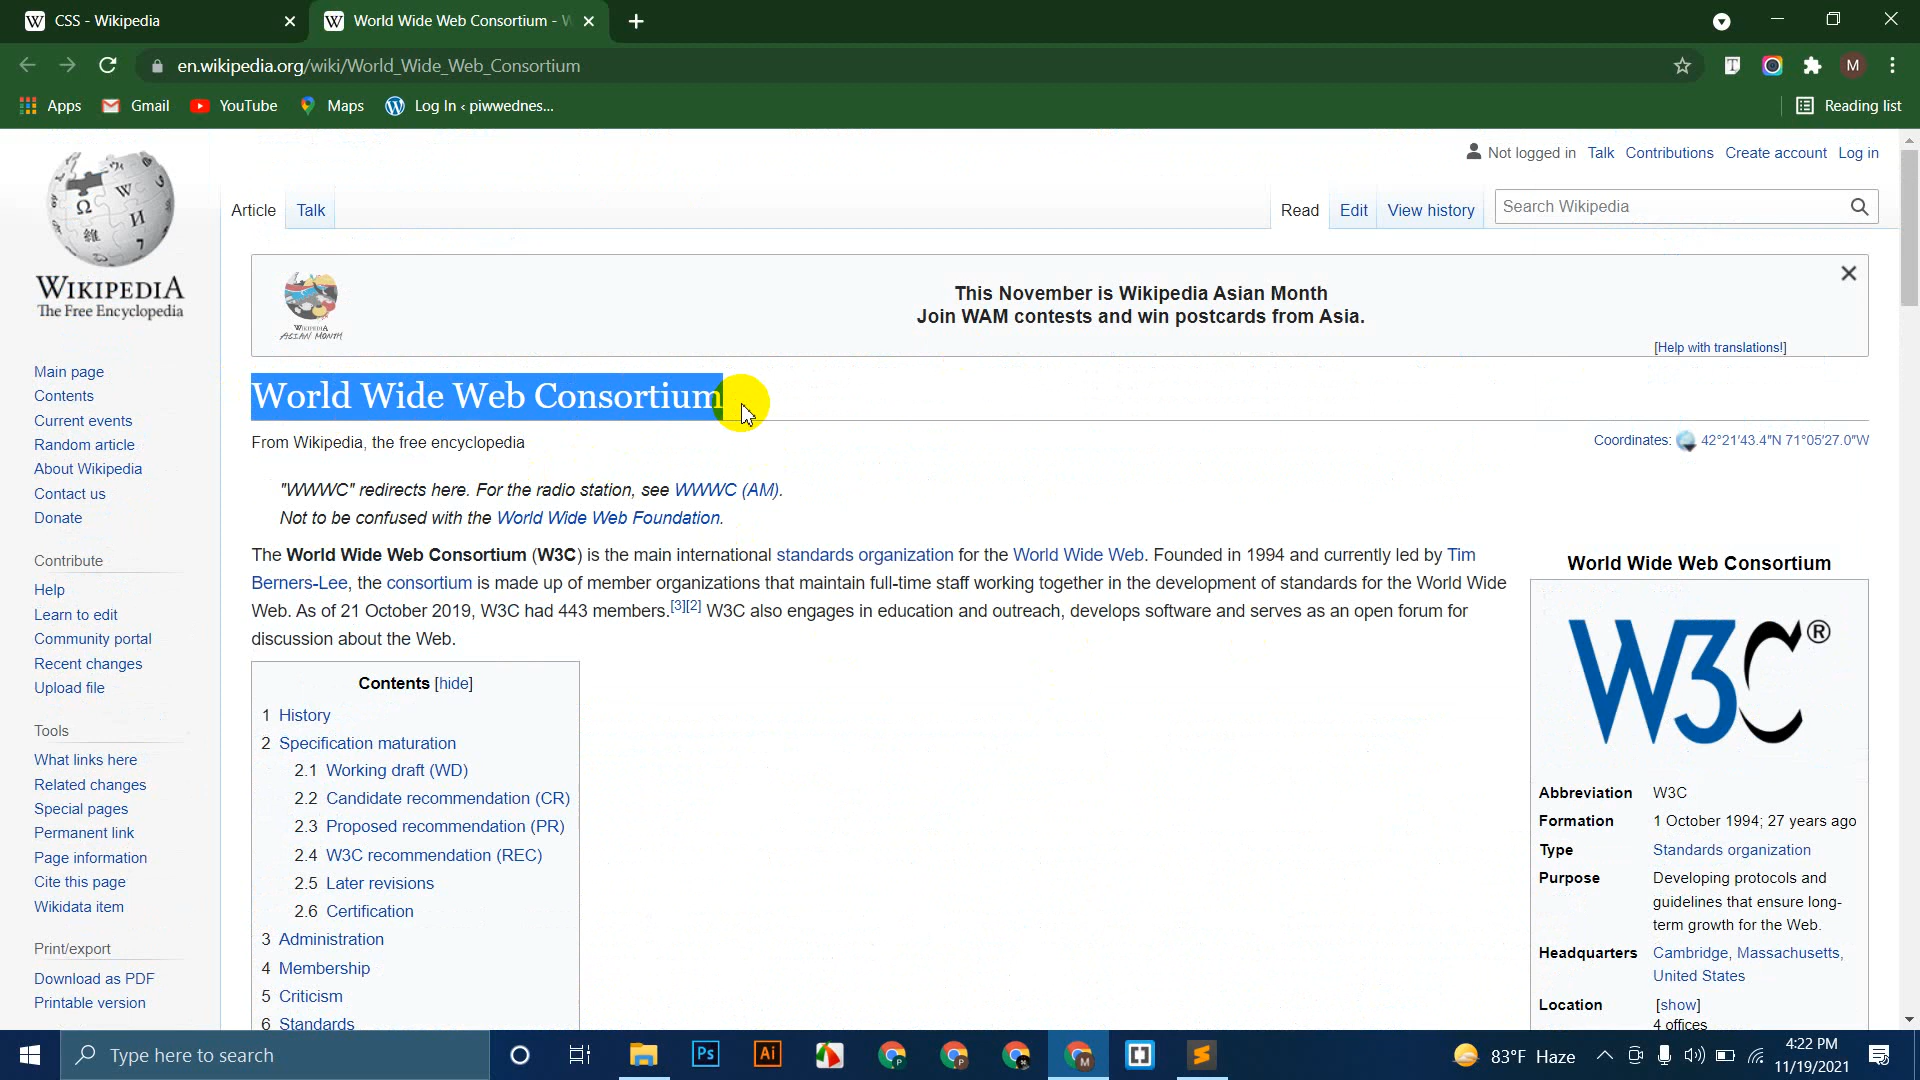 CSS - Wikipedia
World Wide Web Consortium - W
en.wikipedia.org/wiki/World_Wide_Web_Consortium
M
Apps
Gmail
YouTube
Maps
Log In ‹ piwwednes...
Reading list
Not logged in Talk Contributions Create account Log in
Article Talk
Read Edit View history
Search Wikipedia
WIKIPEDIA
The Free Encyclopedia
This November is Wikipedia Asian Month
Join WAM contests and win postcards from Asia.
[Help with translations!]
WIKIPEDIA
ASIAN MONTH
World Wide Web Consortium
From Wikipedia, the free encyclopedia
Coordinates: 42°21′43.4″N 71°05′27.0″W
"WWWC" redirects here. For the radio station, see WWWC (AM).
Not to be confused with the World Wide Web Foundation.
The World Wide Web Consortium (W3C) is the main international standards organization for the World Wide Web. Founded in 1994 and currently led by Tim
Berners-Lee, the consortium is made up of member organizations that maintain full-time staff working together in the development of standards for the World Wide
Web. As of 21 October 2019, W3C had 443 members.[3][2] W3C also engages in education and outreach, develops software and serves as an open forum for
discussion about the Web.
Main page
Contents
Current events
Random article
About Wikipedia
Contact us
Donate
Contribute
Help
Learn to edit
Community portal
Recent changes
Upload file
Tools
What links here
Related changes
Special pages
Permanent link
Page information
Cite this page
Wikidata item
Print/export
Download as PDF
Printable version
Contents [hide]
1 History
2 Specification maturation
2.1 Working draft (WD)
2.2 Candidate recommendation (CR)
2.3 Proposed recommendation (PR)
2.4 W3C recommendation (REC)
2.5 Later revisions
2.6 Certification
3 Administration
4 Membership
5 Criticism
6 Standards
World Wide Web Consortium
W3C®
Abbreviation W3C
Formation 1 October 1994; 27 years ago
Type Standards organization
Purpose Developing protocols and
guidelines that ensure long-
term growth for the Web.
Headquarters Cambridge, Massachusetts,
United States
Location [show]
4 offices
Type here to search
Ps
Ai
83°F Haze
4:22 PM
11/19/2021